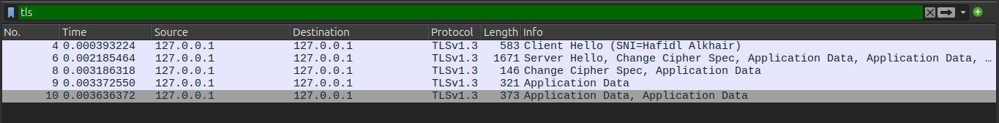 tls
No. Time Source Destination Protocol Length Info
4 0.000393224 127.0.0.1 127.0.0.1 TLSv1.3 583 Client Hello (SNI=Hafidl Alkhair)
6 0.002185464 127.0.0.1 127.0.0.1 TLSv1.3 1671 Server Hello, Change Cipher Spec, Application Data, Application Data, …
8 0.003186318 127.0.0.1 127.0.0.1 TLSv1.3 146 Change Cipher Spec, Application Data
9 0.003372550 127.0.0.1 127.0.0.1 TLSv1.3 321 Application Data
10 0.003636372 127.0.0.1 127.0.0.1 TLSv1.3 373 Application Data, Application Data